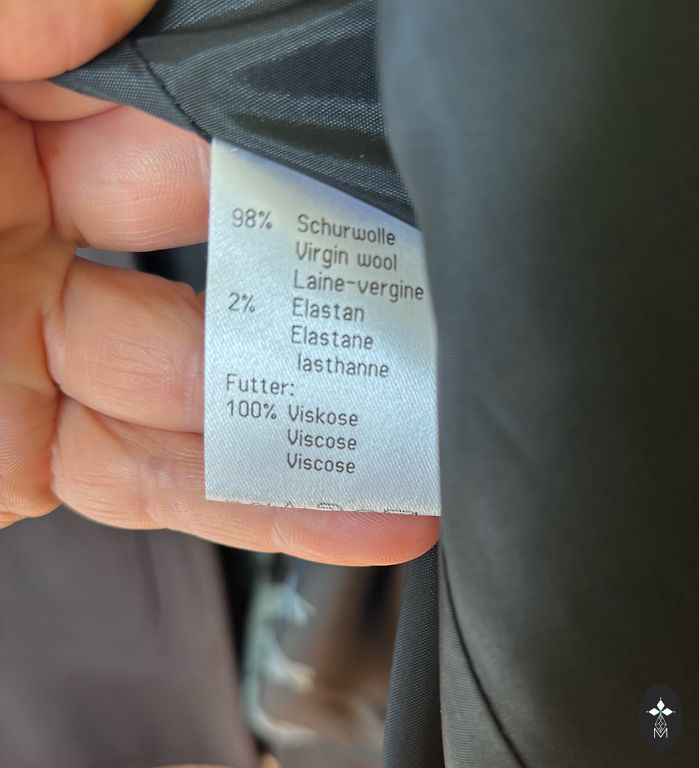 98% Schurwolle
Virgin wool
Laine-vergine
2% Elastan
Elastane
lasthanne
Futter:
100% Viskose
Viscose
Viscose